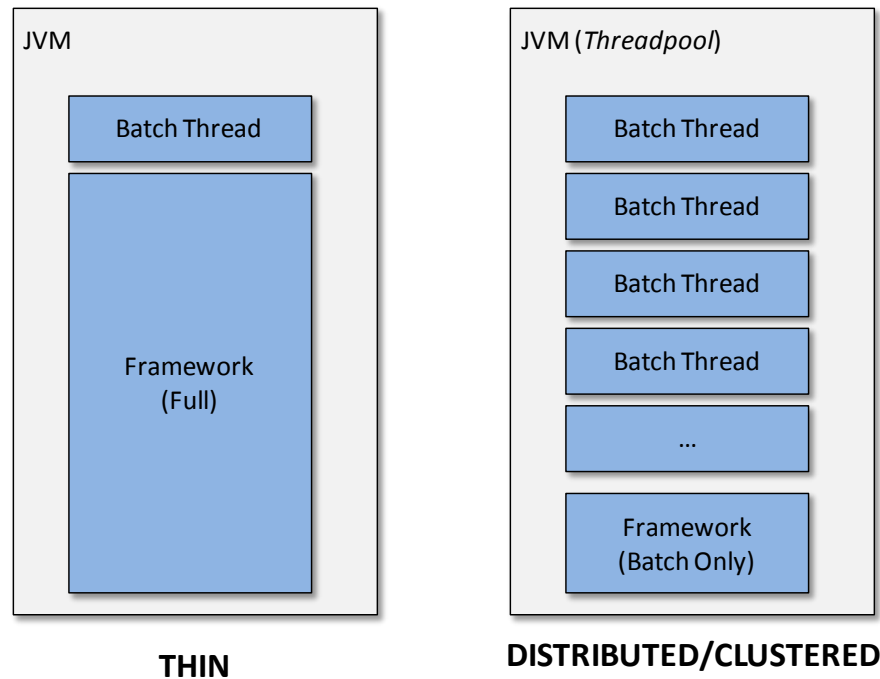 JVM
Batch Thread
Framework
(Full)
THIN
JVM (Threadpool)
Batch Thread
Batch Thread
Batch Thread
Batch Thread
...
Framework
(Batch Only)
DISTRIBUTED/CLUSTERED